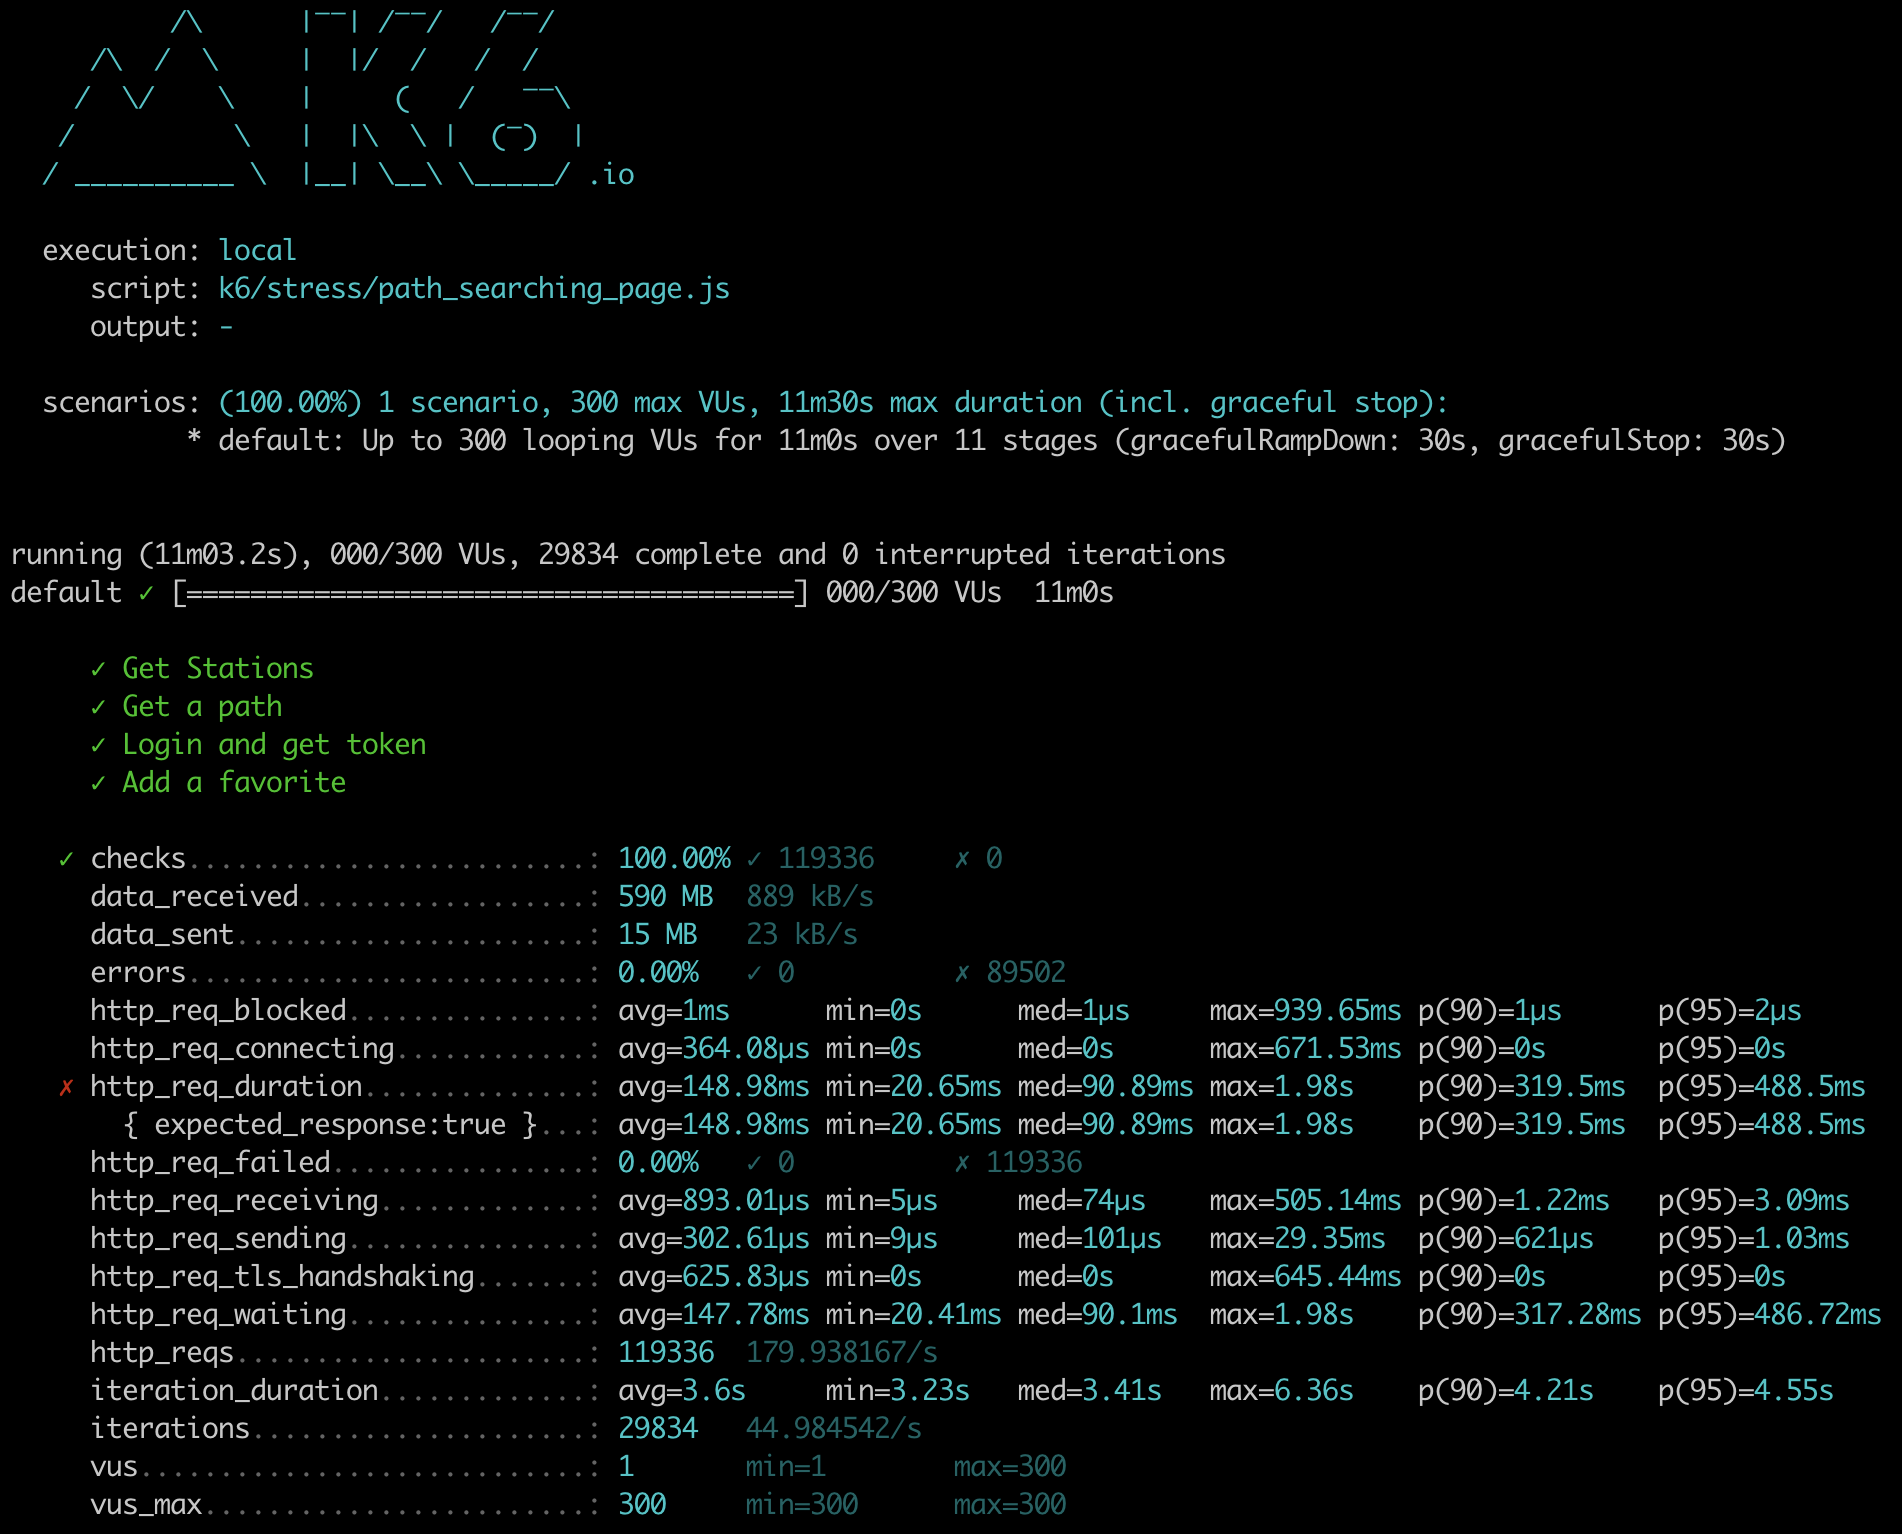 /\      |‾‾| /‾‾/   /‾‾/
    /\  /  \     |  |/  /   /  /
   /  \/    \    |     (   /   ‾‾\
  /          \   |  |\  \ |  (‾)  |
 / __________ \  |__| \__\ \_____/ .io
execution: local
script: k6/stress/path_searching_page.js
output: -
scenarios: (100.00%) 1 scenario, 300 max VUs, 11m30s max duration (incl. graceful stop):
* default: Up to 300 looping VUs for 11m0s over 11 stages (gracefulRampDown: 30s, gracefulStop: 30s)
running (11m03.2s), 000/300 VUs, 29834 complete and 0 interrupted iterations
default ✓ [======================================] 000/300 VUs  11m0s
✓ Get Stations
✓ Get a path
✓ Login and get token
✓ Add a favorite
✓ checks.........................: 100.00% ✓ 119336     ✗ 0
data_received..................: 590 MB  889 kB/s
data_sent......................: 15 MB   23 kB/s
errors.........................: 0.00%   ✓ 0          ✗ 89502
http_req_blocked...............: avg=1ms      min=0s      med=1µs     max=939.65ms p(90)=1µs      p(95)=2µs
http_req_connecting............: avg=364.08µs min=0s      med=0s      max=671.53ms p(90)=0s       p(95)=0s
✗ http_req_duration..............: avg=148.98ms min=20.65ms med=90.89ms max=1.98s    p(90)=319.5ms  p(95)=488.5ms
{ expected_response:true }...: avg=148.98ms min=20.65ms med=90.89ms max=1.98s    p(90)=319.5ms  p(95)=488.5ms
http_req_failed................: 0.00%   ✓ 0          ✗ 119336
http_req_receiving.............: avg=893.01µs min=5µs     med=74µs    max=505.14ms p(90)=1.22ms   p(95)=3.09ms
http_req_sending...............: avg=302.61µs min=9µs     med=101µs   max=29.35ms  p(90)=621µs    p(95)=1.03ms
http_req_tls_handshaking.......: avg=625.83µs min=0s      med=0s      max=645.44ms p(90)=0s       p(95)=0s
http_req_waiting...............: avg=147.78ms min=20.41ms med=90.1ms  max=1.98s    p(90)=317.28ms p(95)=486.72ms
http_reqs......................: 119336  179.938167/s
iteration_duration.............: avg=3.6s     min=3.23s   med=3.41s   max=6.36s    p(90)=4.21s    p(95)=4.55s
iterations.....................: 29834   44.984542/s
vus............................: 1       min=1        max=300
vus_max........................: 300     min=300      max=300